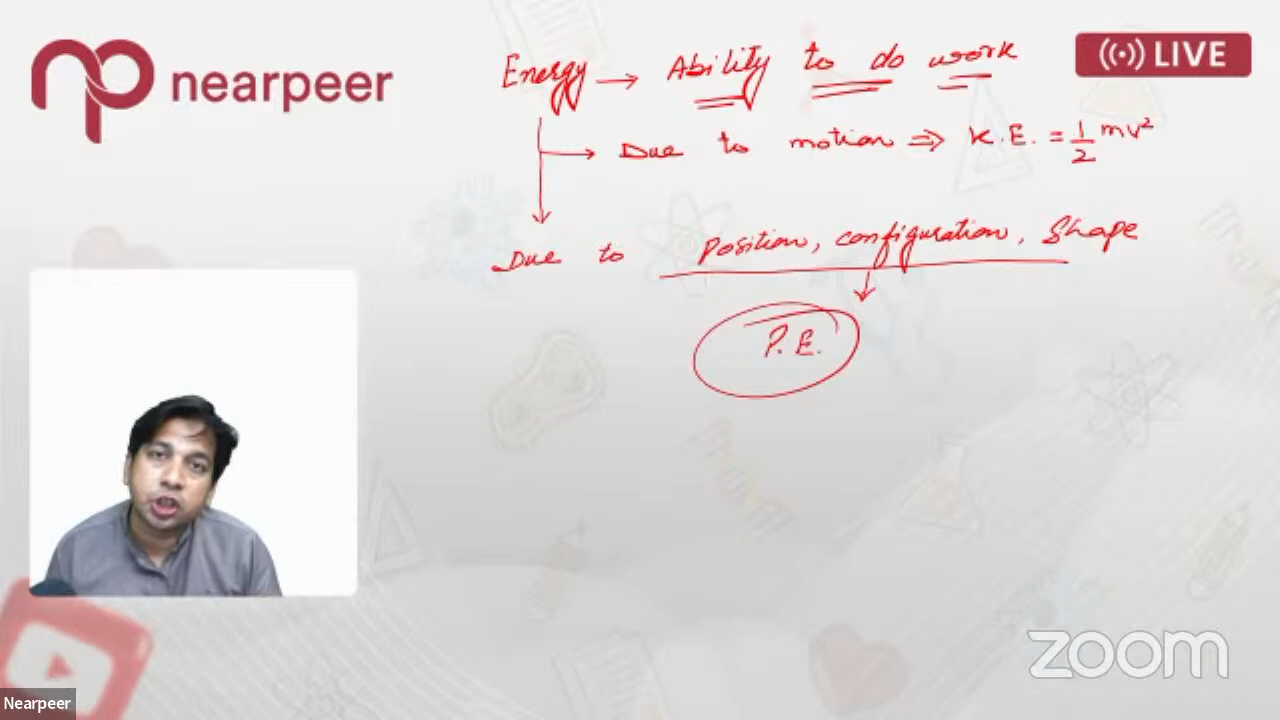 nearpeer
LIVE
Energy → Ability to do work
→ Due to motion ⇒ K.E. = 1/2 mv²
Due to Position, configuration, Shape
P.E.
zoom
Nearpeer